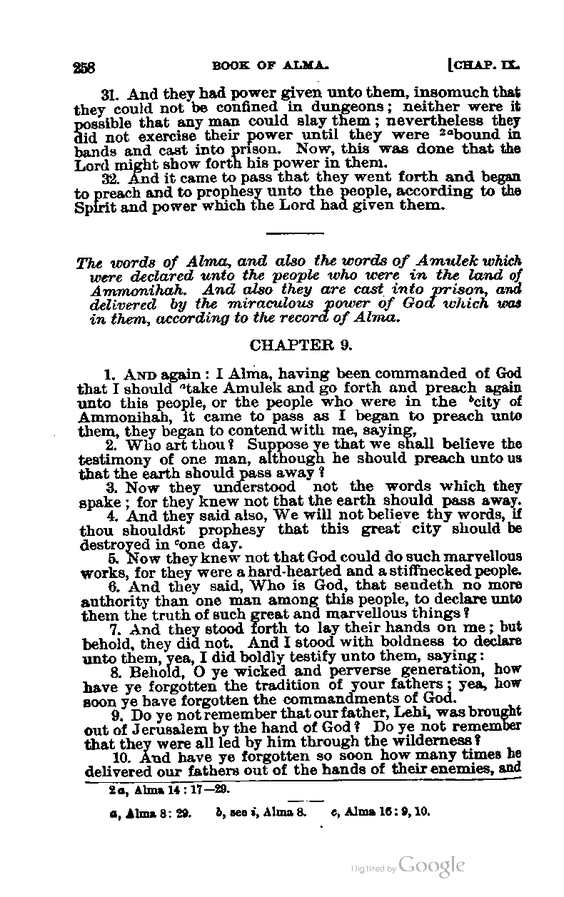 258 BOOK OF ALMA. [CHAP. IX.
31. And they had power given unto them, insomuch that
they could not be confined in dungeons; neither were it
possible that any man could slay them; nevertheless they
did not exercise their power until they were ²ᵃbound in
bands and cast into prison. Now, this was done that the
Lord might show forth his power in them.
32. And it came to pass that they went forth and began
to preach and to prophesy unto the people, according to the
Spirit and power which the Lord had given them.
The words of Alma, and also the words of Amulek which
were declared unto the people who were in the land of
Ammonihah. And also they are cast into prison, and
delivered by the miraculous power of God which was
in them, according to the record of Alma.
CHAPTER 9.
1. AND again: I Alma, having been commanded of God
that I should ᵃtake Amulek and go forth and preach again
unto this people, or the people who were in the ᵇcity of
Ammonihah, it came to pass as I began to preach unto
them, they began to contend with me, saying,
2. Who art thou? Suppose ye that we shall believe the
testimony of one man, although he should preach unto us
that the earth should pass away?
3. Now they understood not the words which they
spake; for they knew not that the earth should pass away.
4. And they said also, We will not believe thy words, if
thou shouldst prophesy that this great city should be
destroyed in ᶜone day.
5. Now they knew not that God could do such marvellous
works, for they were a hard-hearted and a stiffnecked people.
6. And they said, Who is God, that sendeth no more
authority than one man among this people, to declare unto
them the truth of such great and marvellous things?
7. And they stood forth to lay their hands on me; but
behold, they did not. And I stood with boldness to declare
unto them, yea, I did boldly testify unto them, saying:
8. Behold, O ye wicked and perverse generation, how
have ye forgotten the tradition of your fathers; yea, how
soon ye have forgotten the commandments of God.
9. Do ye not remember that our father, Lehi, was brought
out of Jerusalem by the hand of God? Do ye not remember
that they were all led by him through the wilderness?
10. And have ye forgotten so soon how many times he
delivered our fathers out of the hands of their enemies, and
2a, Alma 14: 17—29.
a, Alma 8: 29. b, see i, Alma 8. c, Alma 16: 9, 10.
Digitized by Google